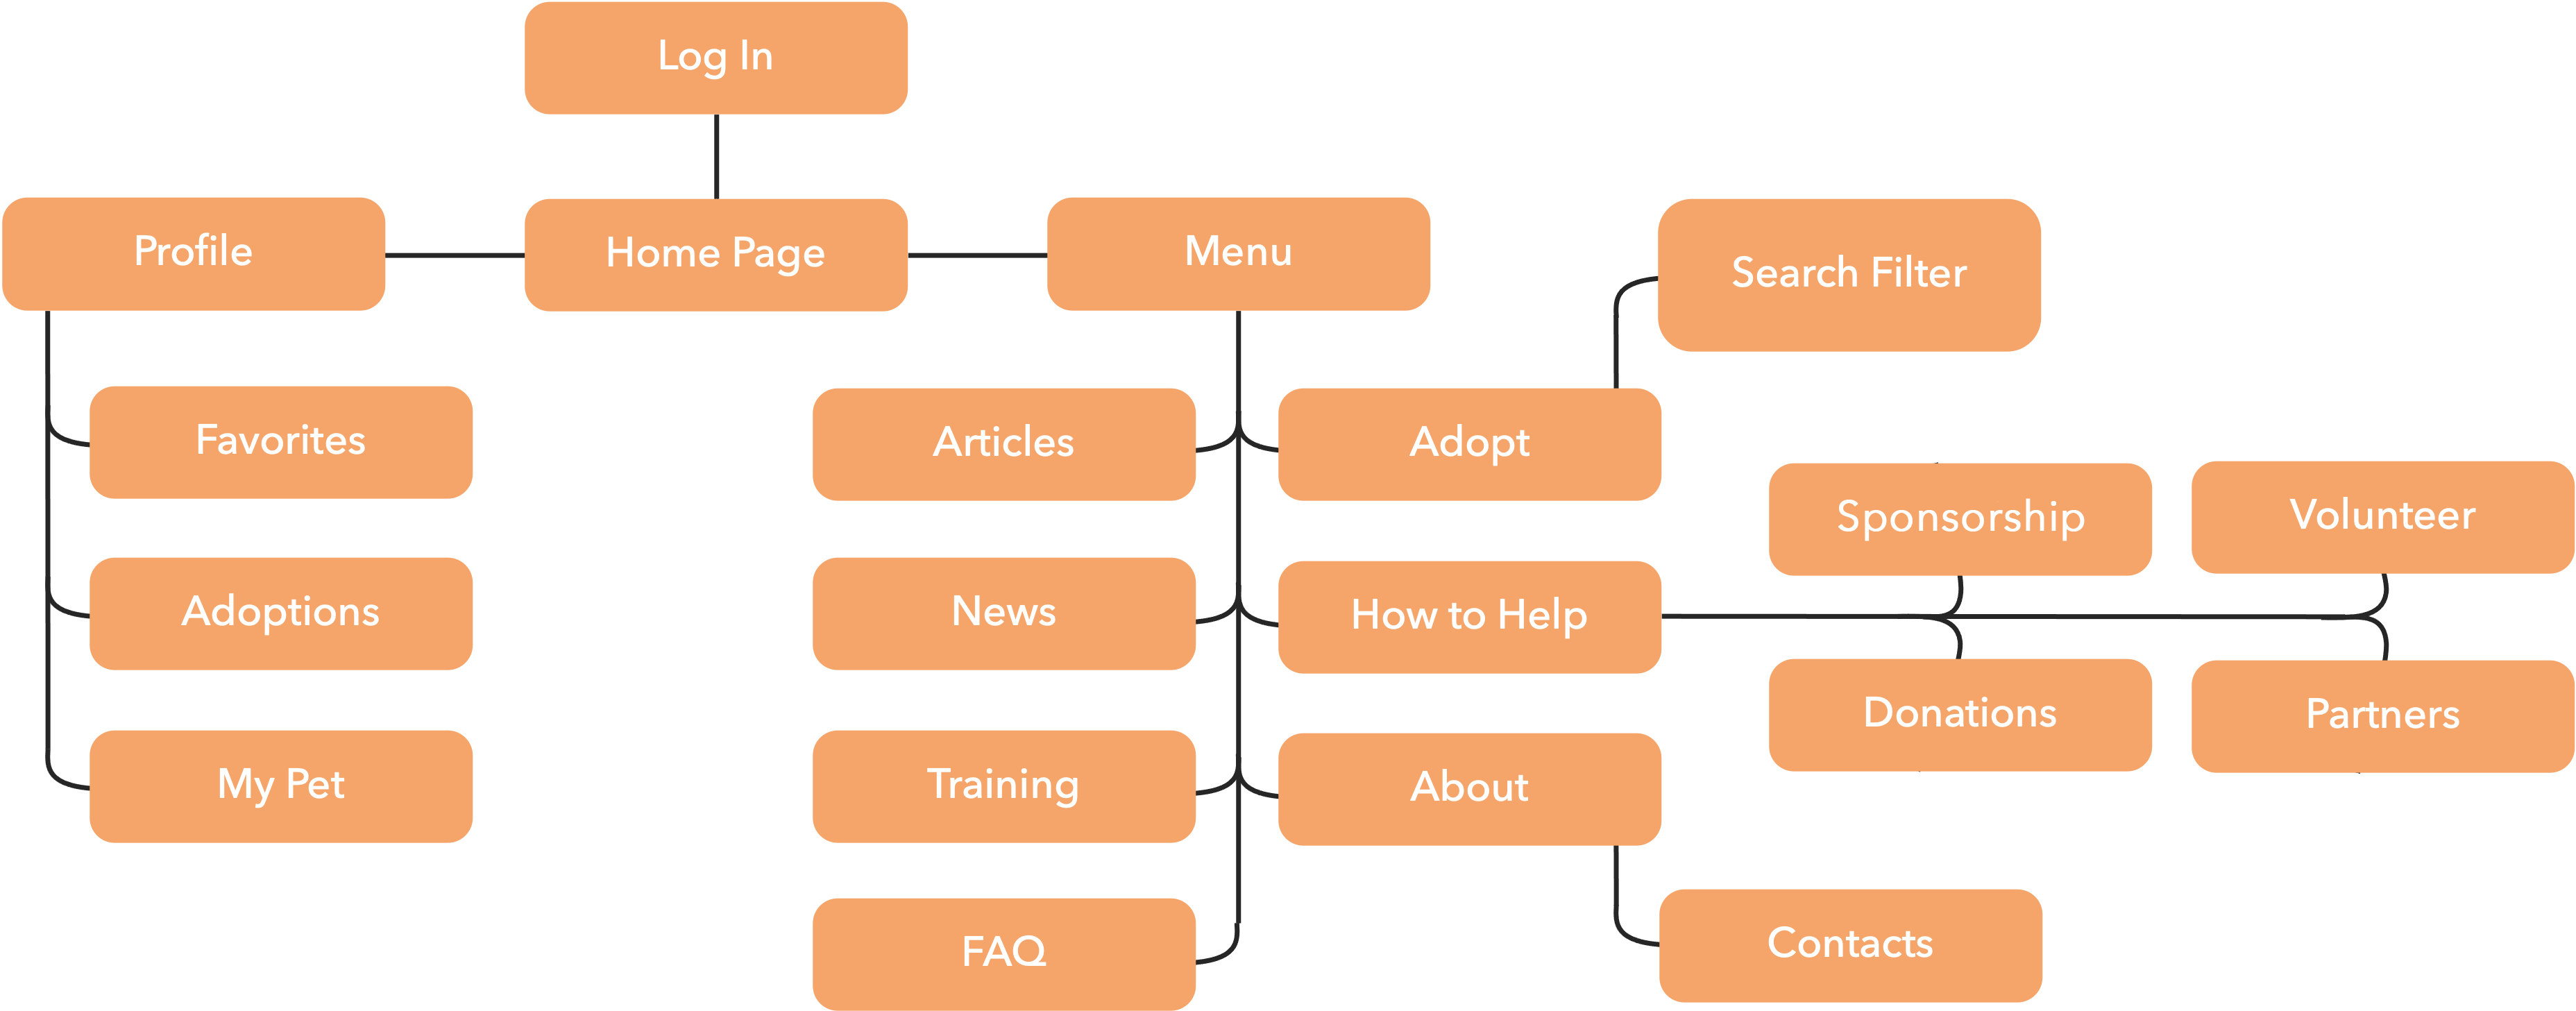 Log In
Profile
Home Page
Menu
Search Filter
Favorites
Articles
Adopt
Sponsorship
Volunteer
Adoptions
News
How to Help
Donations
Partners
My Pet
Training
About
FAQ
Contacts